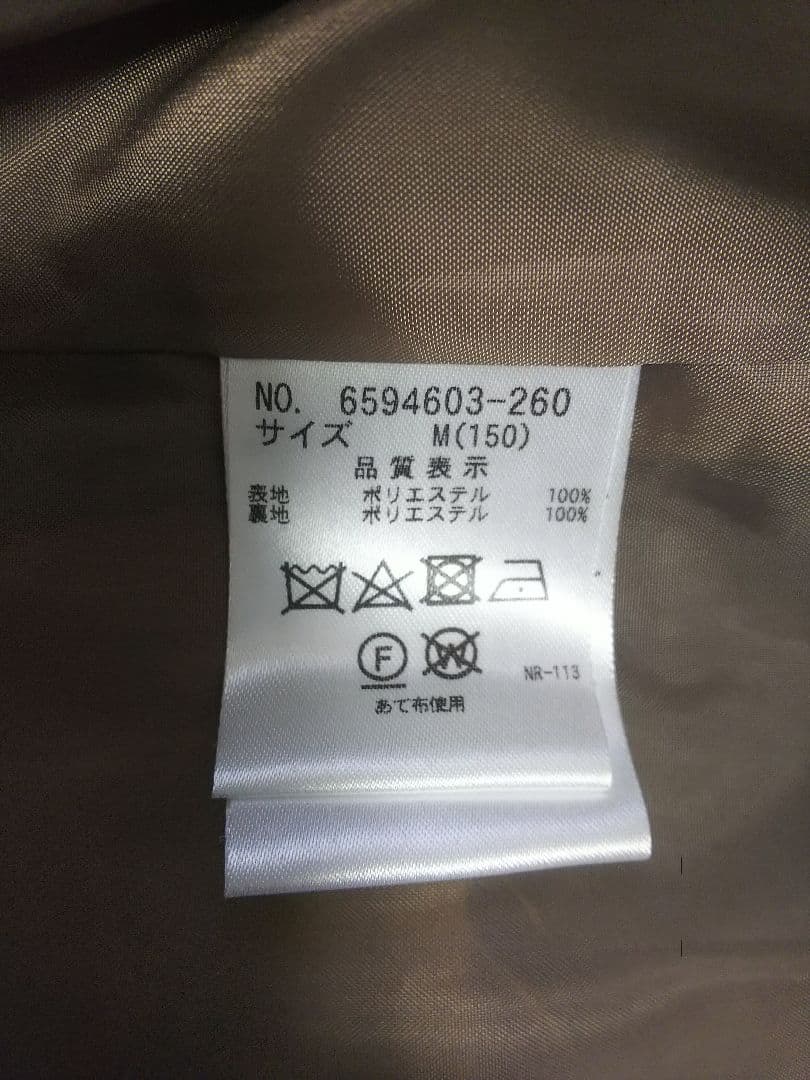 NO. 6594603-260
サイズ M(150)
品質表示
表地 ポリエステル 100%
裏地 ポリエステル 100%
F W
NR-113
あて布使用